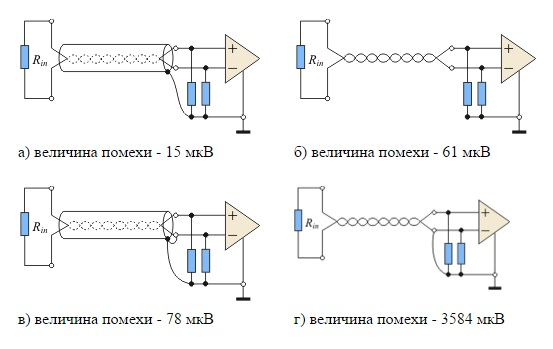 Rin
+
−
Rin
+
−
а) величина помехи - 15 мкВ
б) величина помехи - 61 мкВ
Rin
+
−
Rin
+
−
в) величина помехи - 78 мкВ
г) величина помехи - 3584 мкВ